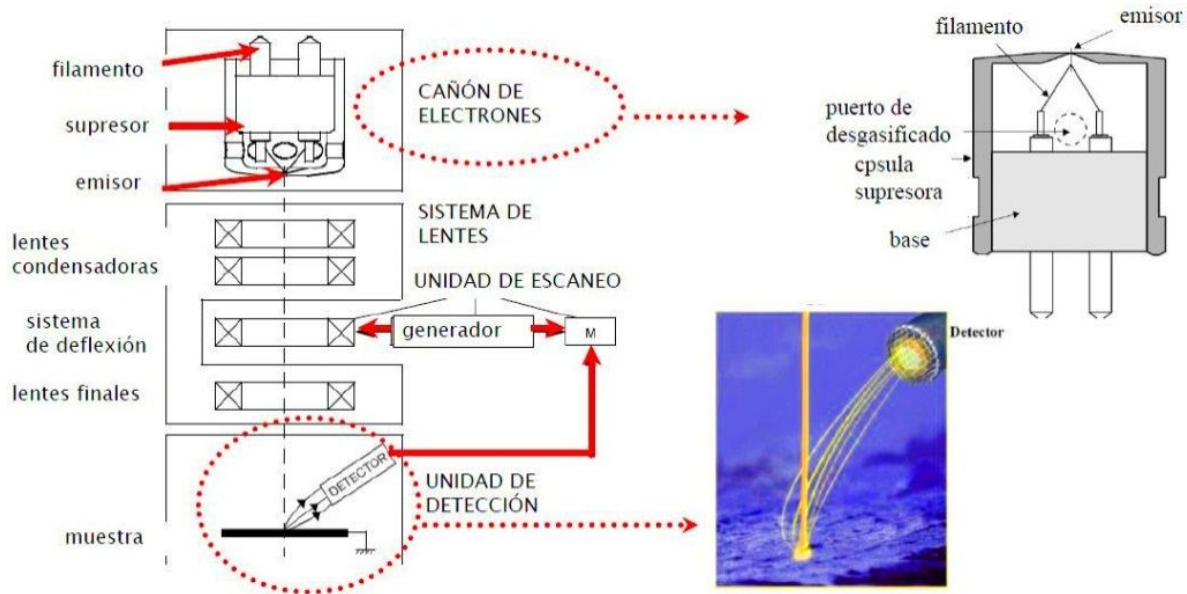 filamento
supresor
emisor
CAÑÓN DE
ELECTRONES
lentes
condensadoras
SISTEMA DE
LENTES
UNIDAD DE ESCANEO
sistema
de deflexión
generador
M
lentes finales
DETECTOR
UNIDAD DE
DETECCIÓN
muestra
emisor
filamento
puerto de
desgasificado
cpsula
supresora
base
Detector